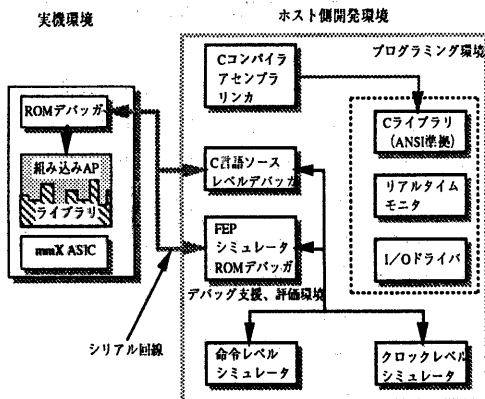 実機環境
ホスト側開発環境
ROMデバッガ
組み込みAP
ライブラリ
mmX ASIC
シリアル回線
Cコンパイラ
アセンブラ
リンカ
プログラミング環境
Cライブラリ
(ANSI準拠)
リアルタイム
モニタ
I/Oドライバ
C言語ソース
レベルデバッガ
FEP
シミュレータ
ROMデバッガ
デバッグ支援、評価環境
命令レベル
シミュレータ
クロックレベル
シミュレータ